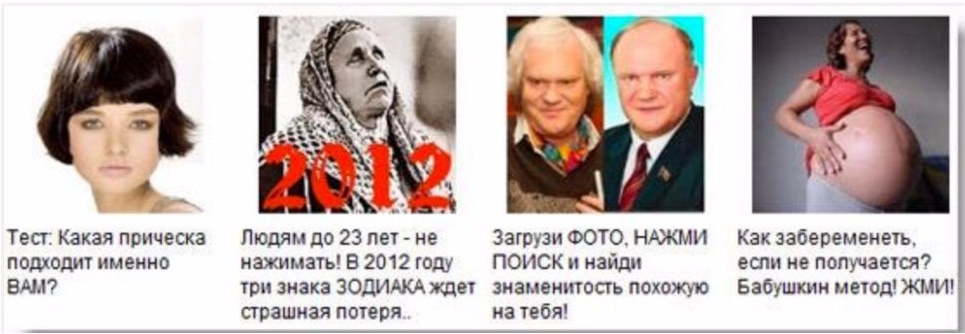 2012
Тест: Какая прическа
подходит именно
ВАМ?
Людям до 23 лет - не
нажимать! В 2012 году
три знака ЗОДИАКА ждет
страшная потеря..
Загрузи ФОТО, НАЖМИ
ПОИСК и найди
знаменитость похожую
на тебя!
Как забеременеть,
если не получается?
Бабушкин метод! ЖМИ!